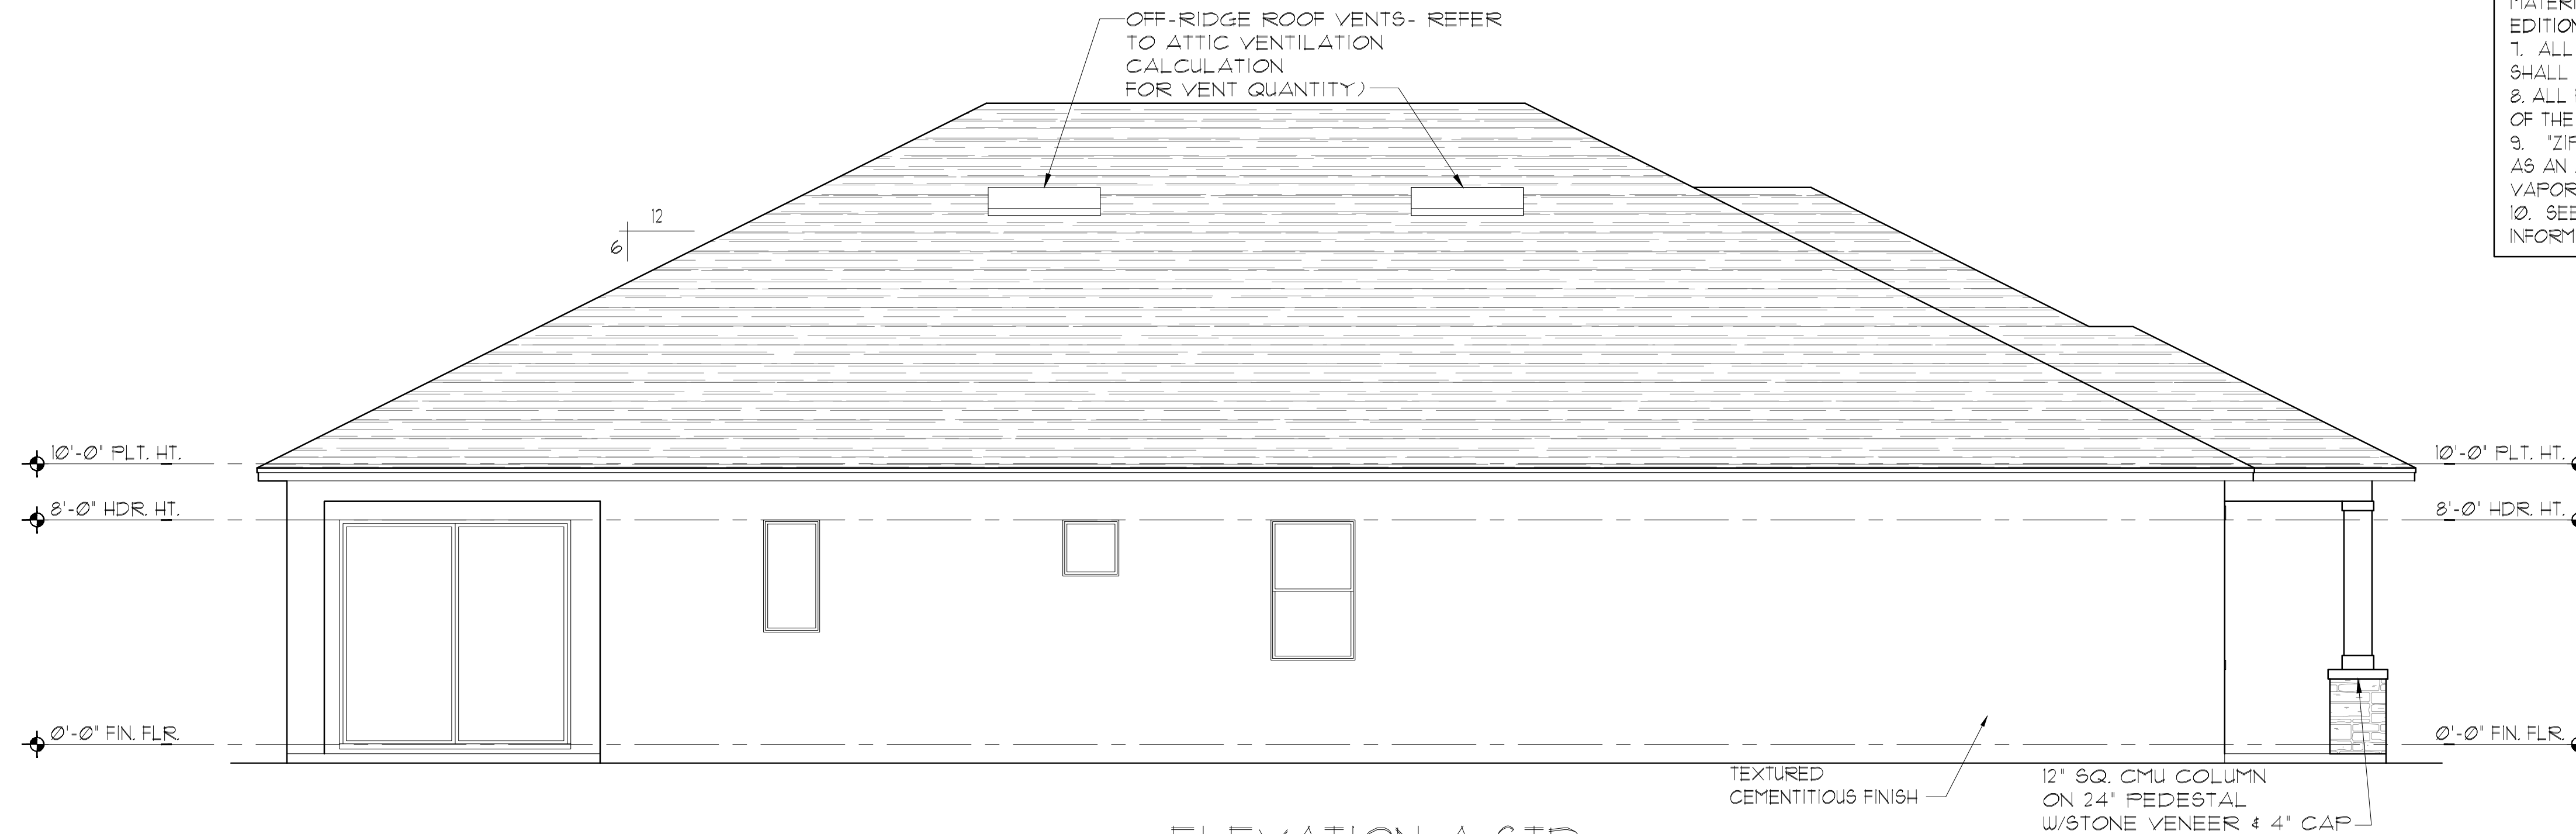 OFF-RIDGE ROOF VENTS- REFER
TO ATTIC VENTILATION
CALCULATION
FOR VENT QUANTITY)
EDITION
7. ALL
SHALL
8. ALL
OF THE
9.
AS AN
VAPOR
10. SEE
12
6
10'-0" PLT. HT.
10'-0" PLT. HT.
8'-0" HDR. HT.
8'-0" HDR. HT.
0'-0" FIN. FLR.
0'-0" FIN. FLR.
TEXTURED
CEMENTITIOUS FINISH
12" SQ. CMU COLUMN
ON 24" PEDESTAL
W/STONE VENEER & 4" CAP
ELEVATION A STD